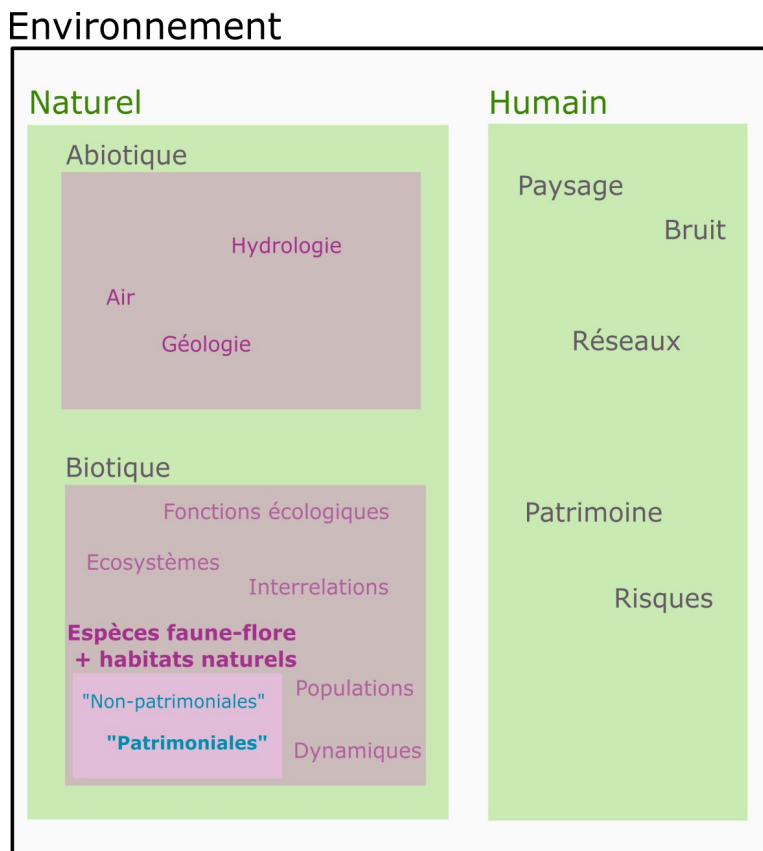 Environnement
Naturel
Abiotique
Hydrologie
Air
Géologie
Biotique
Fonctions écologiques
Ecosystèmes
Interrelations
Espèces faune-flore
+ habitats naturels
Populations
"Non-patrimoniales"
"Patrimoniales"
Dynamiques
Humain
Paysage
Bruit
Réseaux
Patrimoine
Risques